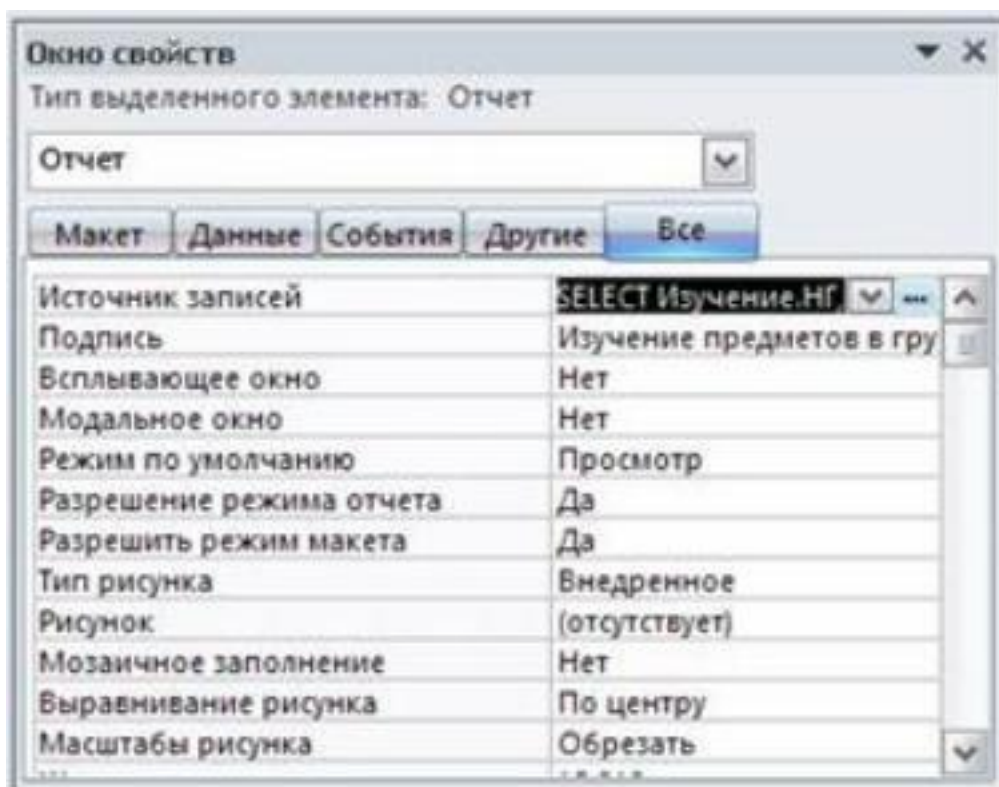 Окно свойств
Тип выделенного элемента: Отчет
Отчет
Макет Данные События Другие Все
Источник записей SELECT Изучение.НГ,
Подпись Изучение предметов в гру
Всплывающее окно Нет
Модальное окно Нет
Режим по умолчанию Просмотр
Разрешение режима отчета Да
Разрешить режим макета Да
Тип рисунка Внедренное
Рисунок (отсутствует)
Мозаичное заполнение Нет
Выравнивание рисунка По центру
Масштабы рисунка Обрезать